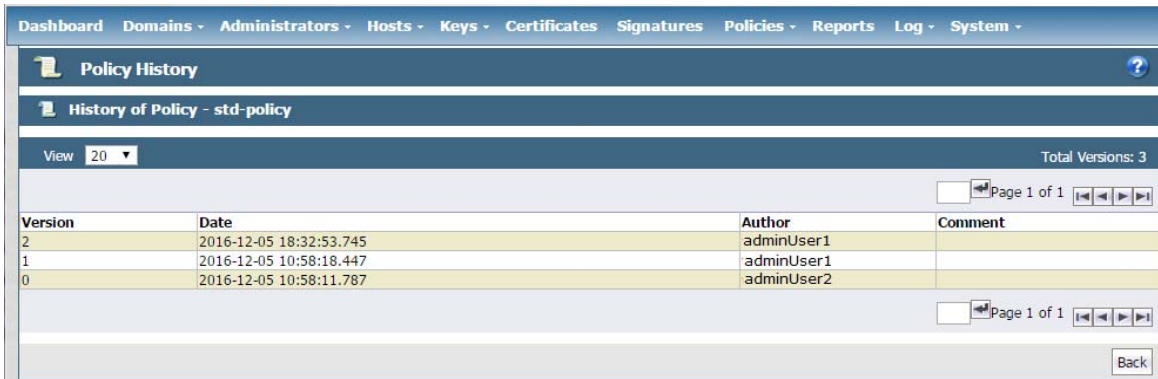 Dashboard Domains Administrators Hosts Keys Certificates Signatures Policies Reports Log System
Policy History ?
History of Policy - std-policy
View 20 Total Versions: 3
Page 1 of 1
Version Date Author Comment
2 2016-12-05 18:32:53.745 adminUser1
1 2016-12-05 10:58:18.447 adminUser1
0 2016-12-05 10:58:11.787 adminUser2
Page 1 of 1
Back